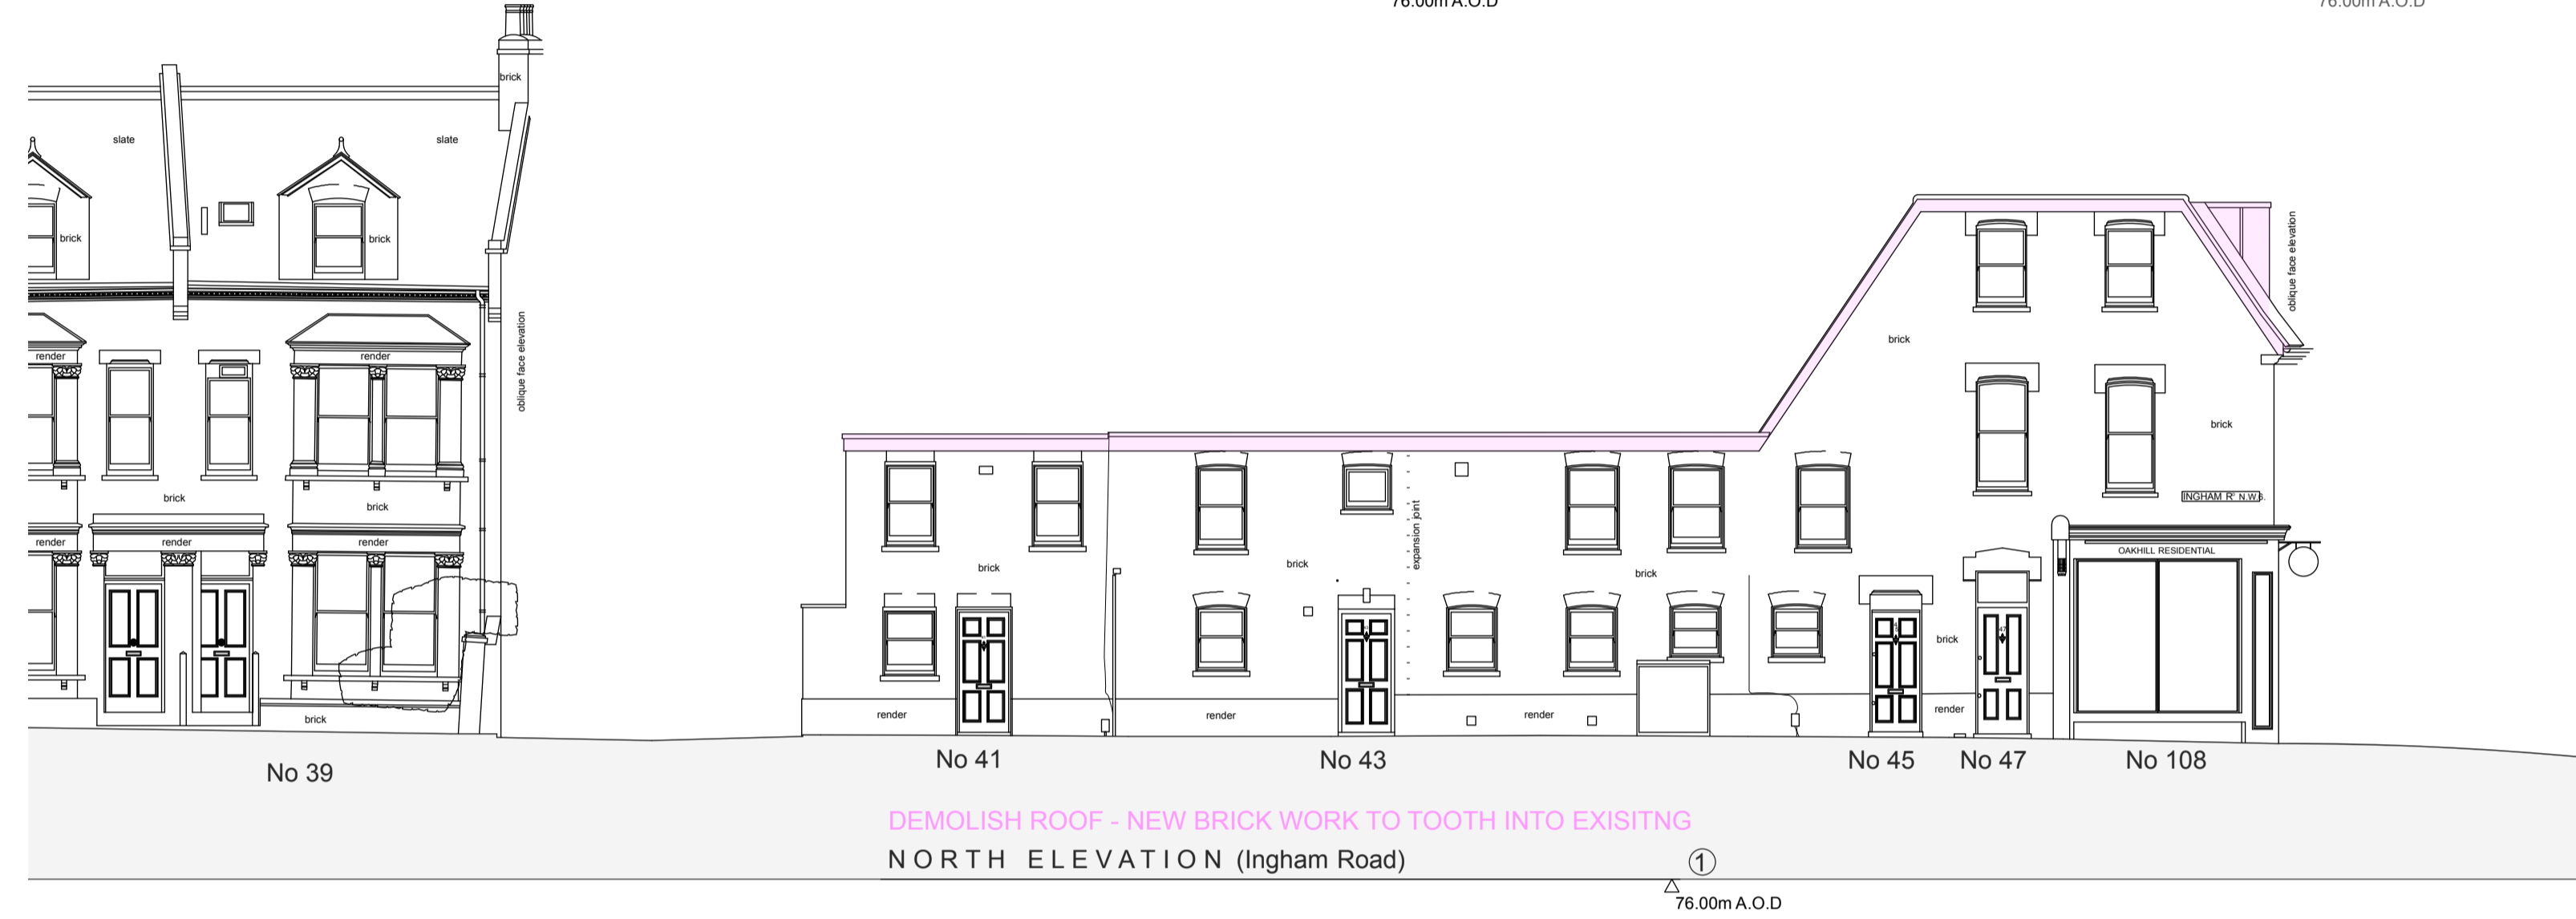 76.00m A.O.D
76.00m A.O.D
brick
slate
slate
brick
brick
oblique face elevation
oblique face elevation
brick
render
render
brick
brick
brick
INGHAM RD N.W.6.
render
render
render
OAKHILL RESIDENTIAL
expansion joint
brick
brick
brick
brick
brick
render
render
render
render
No 39
No 41
No 43
No 45
No 47
No 108
DEMOLISH ROOF - NEW BRICK WORK TO TOOTH INTO EXISITNG
NORTH ELEVATION (Ingham Road)
1
76.00m A.O.D